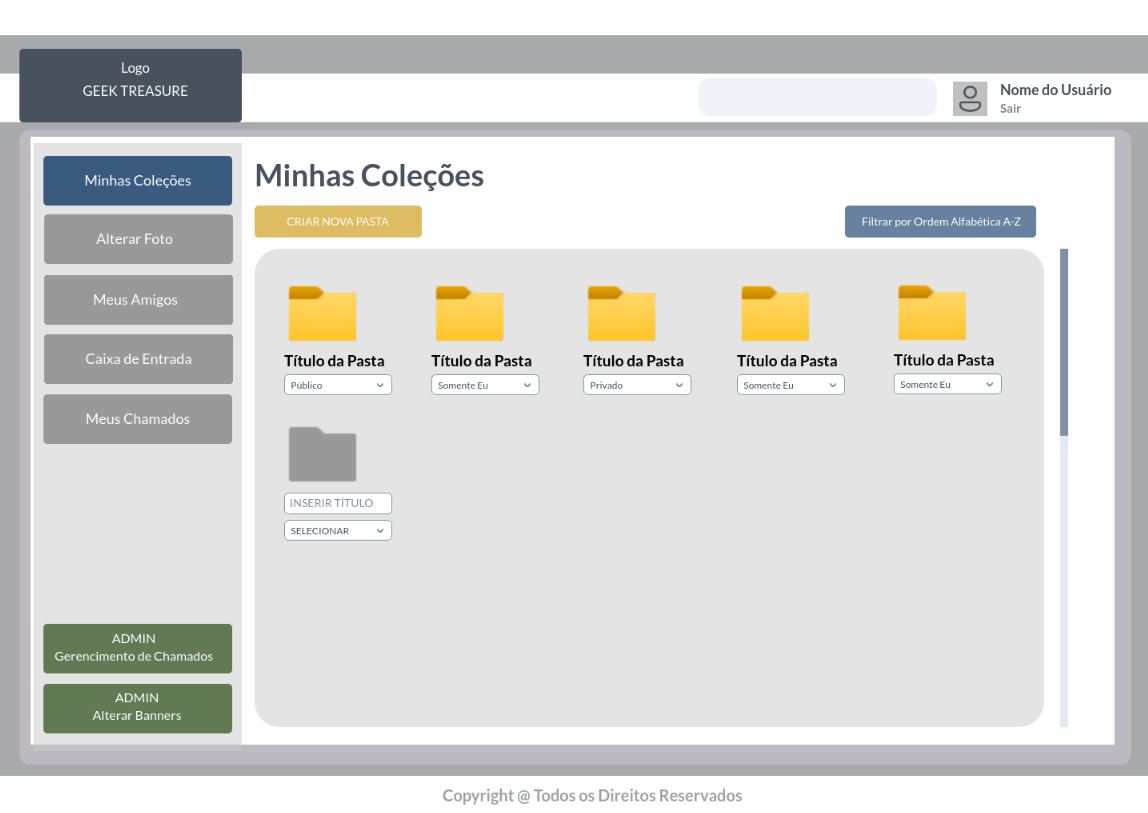 Logo
GEEK TREASURE
Nome do Usuário
Sair
Minhas Coleções
Alterar Foto
Meus Amigos
Caixa de Entrada
Meus Chamados
ADMIN
Gerencimento de Chamados
ADMIN
Alterar Banners
Minhas Coleções
CRIAR NOVA PASTA
Filtrar por Ordem Alfabética A-Z
Título da Pasta
Público
Título da Pasta
Somente Eu
Título da Pasta
Privado
Título da Pasta
Somente Eu
Título da Pasta
Somente Eu
INSERIR TÍTULO
SELECIONAR
Copyright @ Todos os Direitos Reservados